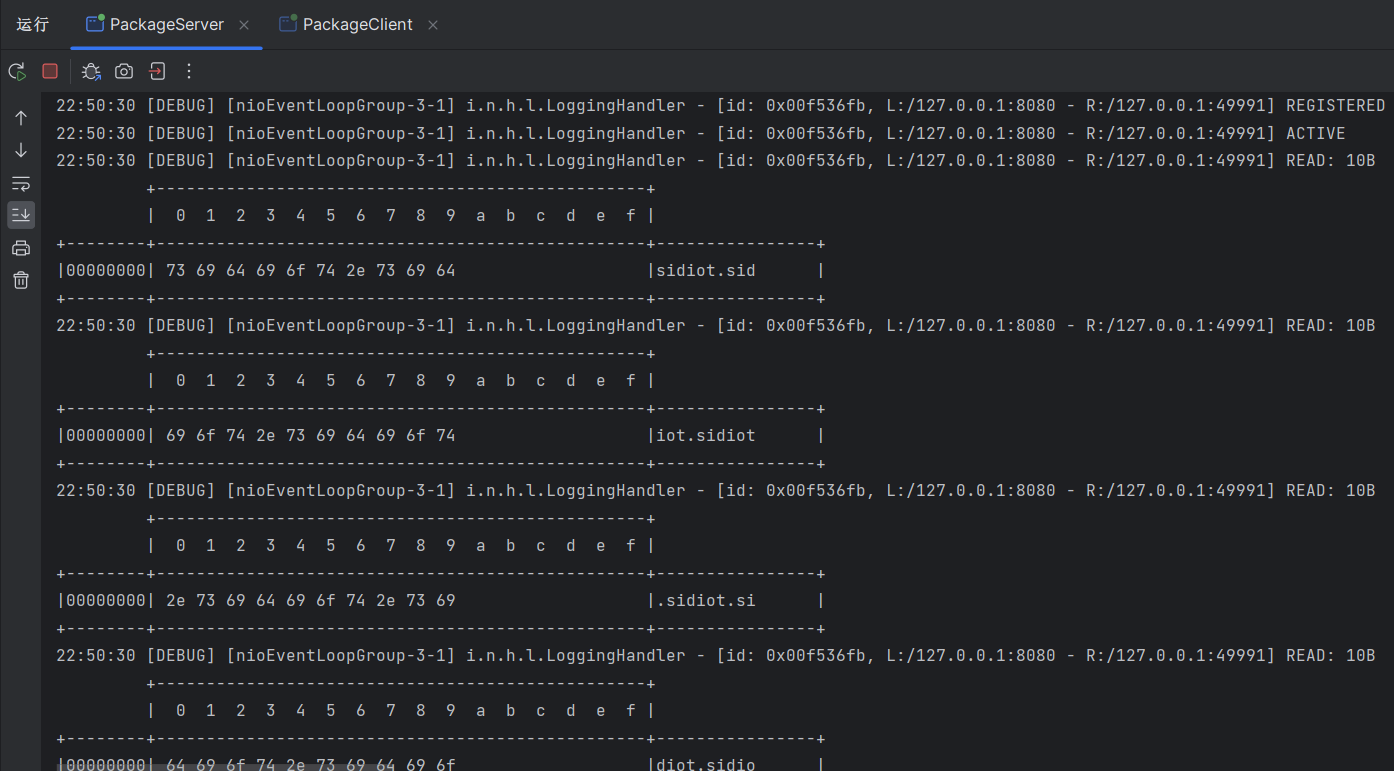 运行 PackageServer PackageClient
22:50:30 [DEBUG] [nioEventLoopGroup-3-1] i.n.h.l.LoggingHandler - [id: 0x00f536fb, L:/127.0.0.1:8080 - R:/127.0.0.1:49991] REGISTERED
22:50:30 [DEBUG] [nioEventLoopGroup-3-1] i.n.h.l.LoggingHandler - [id: 0x00f536fb, L:/127.0.0.1:8080 - R:/127.0.0.1:49991] ACTIVE
22:50:30 [DEBUG] [nioEventLoopGroup-3-1] i.n.h.l.LoggingHandler - [id: 0x00f536fb, L:/127.0.0.1:8080 - R:/127.0.0.1:49991] READ: 10B
         +-------------------------------------------------+
         |  0  1  2  3  4  5  6  7  8  9  a  b  c  d  e  f |
+--------+-------------------------------------------------+----------------+
|00000000| 73 69 64 69 6f 74 2e 73 69 64                   |sidiot.sid      |
+--------+-------------------------------------------------+----------------+
22:50:30 [DEBUG] [nioEventLoopGroup-3-1] i.n.h.l.LoggingHandler - [id: 0x00f536fb, L:/127.0.0.1:8080 - R:/127.0.0.1:49991] READ: 10B
         +-------------------------------------------------+
         |  0  1  2  3  4  5  6  7  8  9  a  b  c  d  e  f |
+--------+-------------------------------------------------+----------------+
|00000000| 69 6f 74 2e 73 69 64 69 6f 74                   |iot.sidiot      |
+--------+-------------------------------------------------+----------------+
22:50:30 [DEBUG] [nioEventLoopGroup-3-1] i.n.h.l.LoggingHandler - [id: 0x00f536fb, L:/127.0.0.1:8080 - R:/127.0.0.1:49991] READ: 10B
         +-------------------------------------------------+
         |  0  1  2  3  4  5  6  7  8  9  a  b  c  d  e  f |
+--------+-------------------------------------------------+----------------+
|00000000| 2e 73 69 64 69 6f 74 2e 73 69                   |.sidiot.si      |
+--------+-------------------------------------------------+----------------+
22:50:30 [DEBUG] [nioEventLoopGroup-3-1] i.n.h.l.LoggingHandler - [id: 0x00f536fb, L:/127.0.0.1:8080 - R:/127.0.0.1:49991] READ: 10B
         +-------------------------------------------------+
         |  0  1  2  3  4  5  6  7  8  9  a  b  c  d  e  f |
+--------+-------------------------------------------------+----------------+
|00000000| 64 69 6f 74 2e 73 69 64 69 6f                   |diot.sidio      |